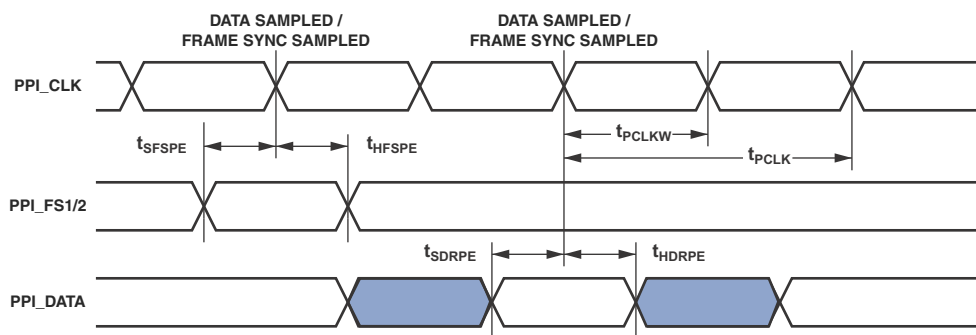 DATA SAMPLED /
FRAME SYNC SAMPLED
DATA SAMPLED /
FRAME SYNC SAMPLED
PPI_CLK
tPCLKW
tSFSPE
tHFSPE
tPCLK
PPI_FS1/2
tSDRPE
tHDRPE
PPI_DATA